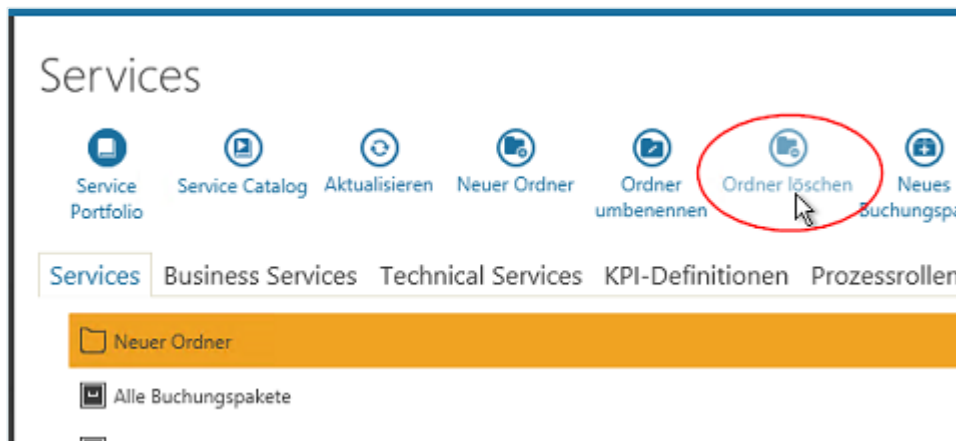 Services
Service Portfolio
Service Catalog
Aktualisieren
Neuer Ordner
Ordner umbenennen
Ordner löschen
Neues
Services Business Services Technical Services KPI-Definitionen Prozessrollen
Neuer Ordner
Alle Buchungspakete